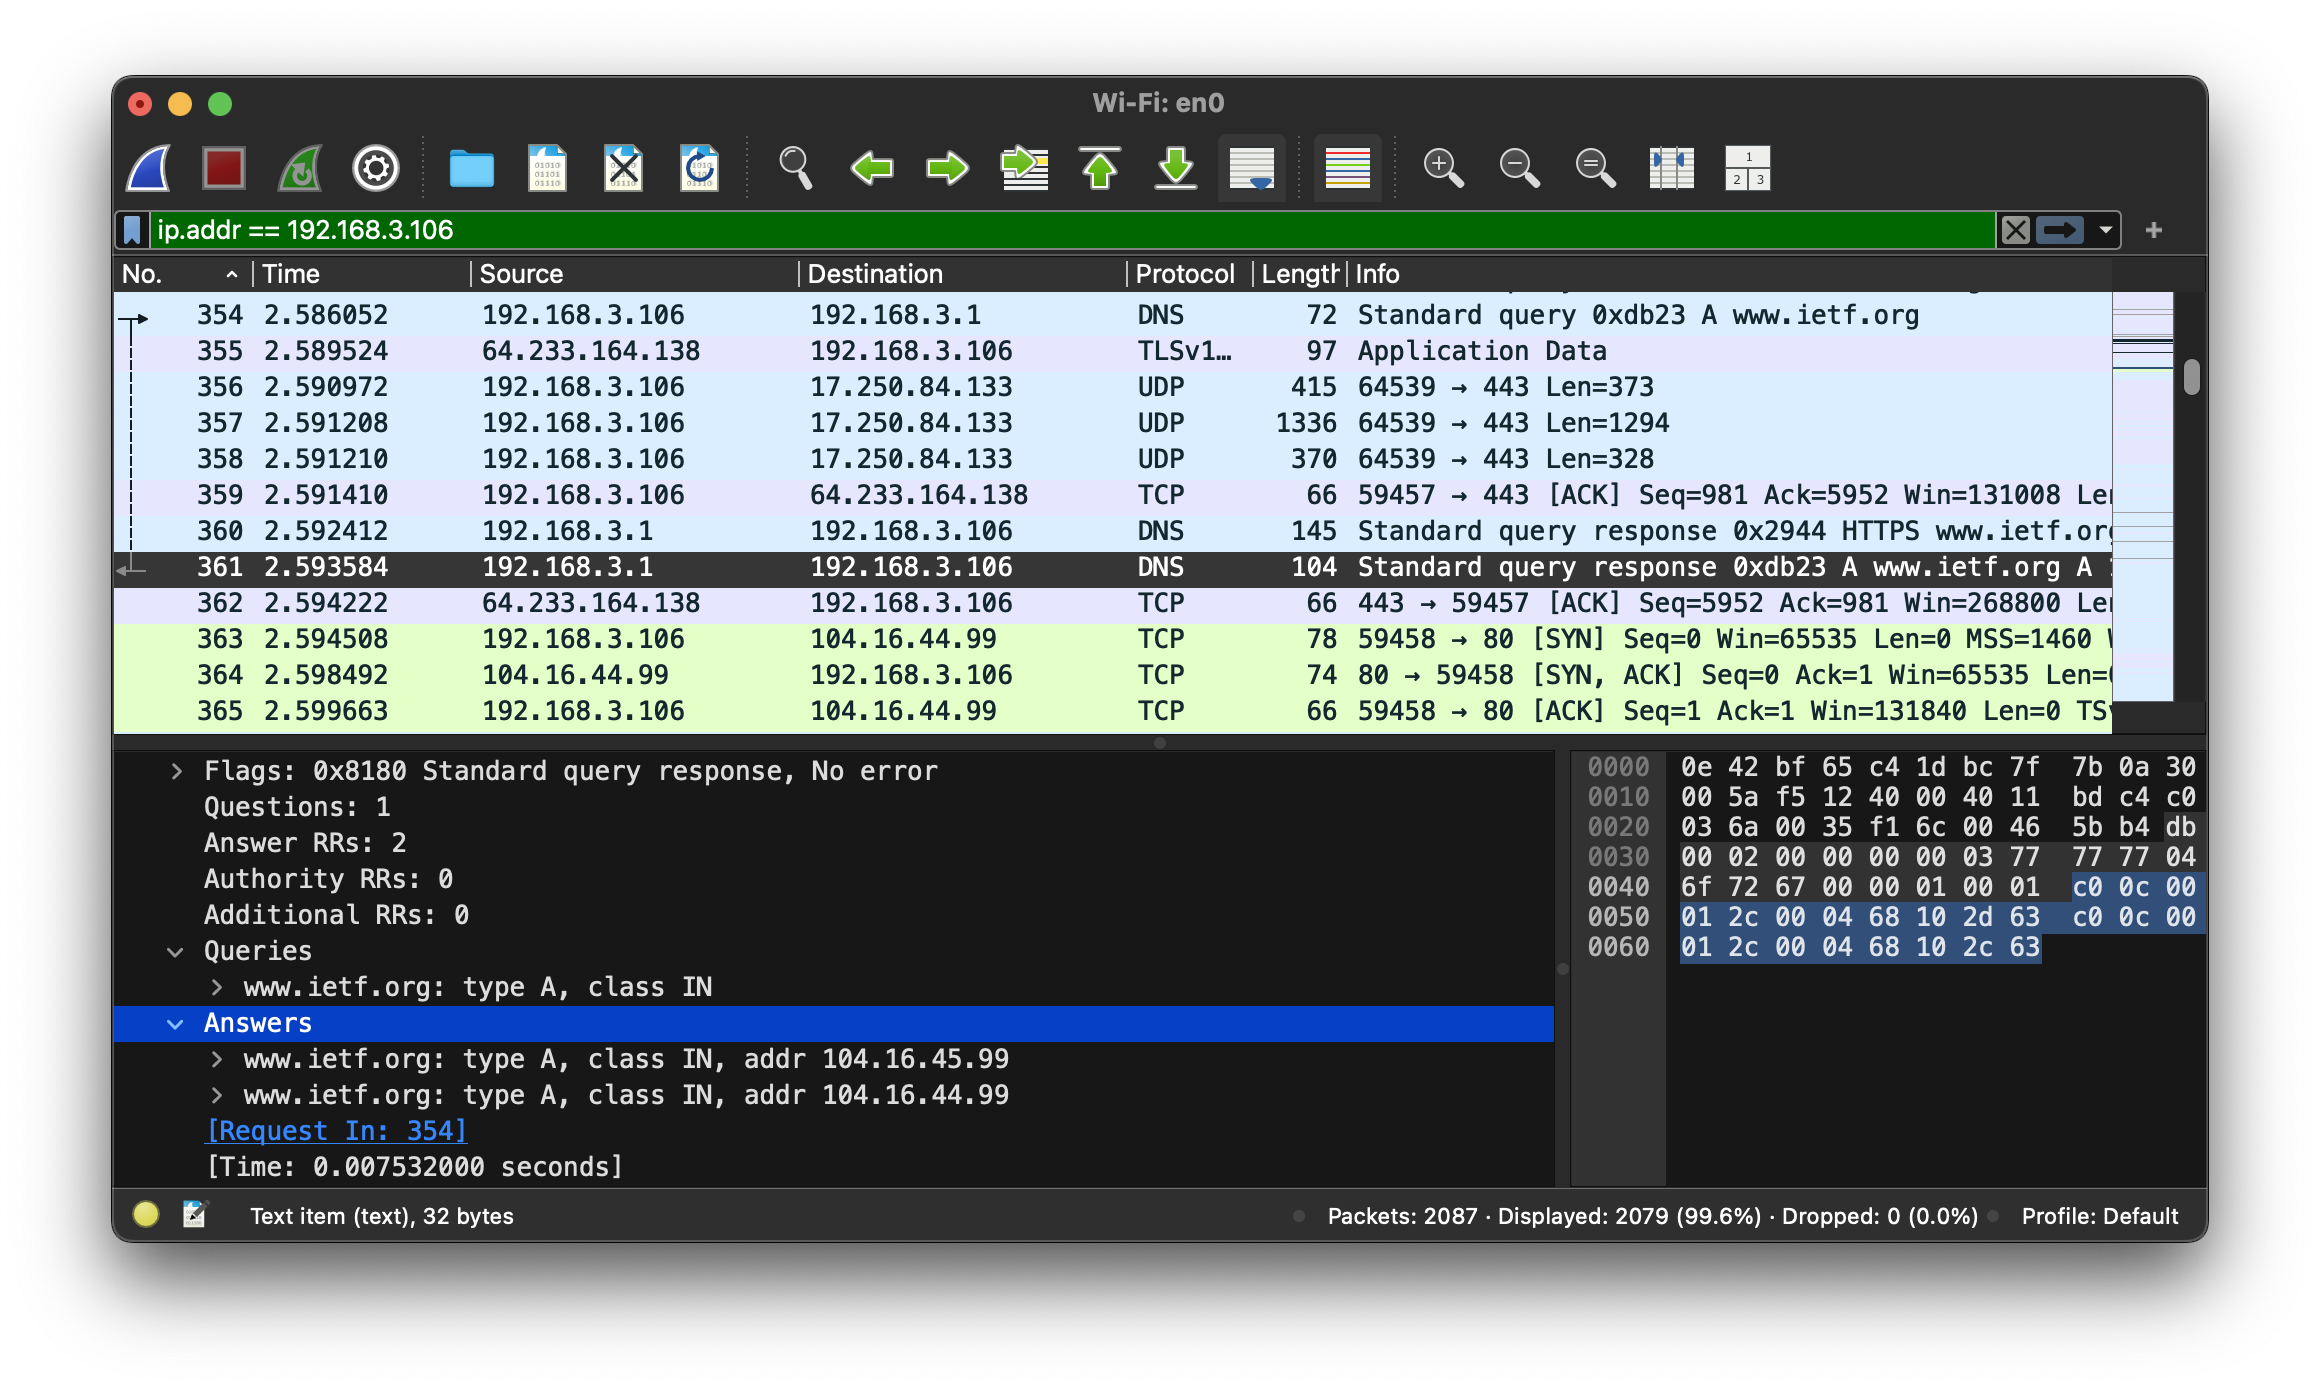 Wi-Fi: en0
ip.addr == 192.168.3.106
No. Time Source Destination Protocol Length Info
354 2.586052 192.168.3.106 192.168.3.1 DNS 72 Standard query 0xdb23 A www.ietf.org
355 2.589524 64.233.164.138 192.168.3.106 TLSv1… 97 Application Data
356 2.590972 192.168.3.106 17.250.84.133 UDP 415 64539 → 443 Len=373
357 2.591208 192.168.3.106 17.250.84.133 UDP 1336 64539 → 443 Len=1294
358 2.591210 192.168.3.106 17.250.84.133 UDP 370 64539 → 443 Len=328
359 2.591410 192.168.3.106 64.233.164.138 TCP 66 59457 → 443 [ACK] Seq=981 Ack=5952 Win=131008 Len
360 2.592412 192.168.3.1 192.168.3.106 DNS 145 Standard query response 0x2944 HTTPS www.ietf.org
361 2.593584 192.168.3.1 192.168.3.106 DNS 104 Standard query response 0xdb23 A www.ietf.org A
362 2.594222 64.233.164.138 192.168.3.106 TCP 66 443 → 59457 [ACK] Seq=5952 Ack=981 Win=268800 Len
363 2.594508 192.168.3.106 104.16.44.99 TCP 78 59458 → 80 [SYN] Seq=0 Win=65535 Len=0 MSS=1460
364 2.598492 104.16.44.99 192.168.3.106 TCP 74 80 → 59458 [SYN, ACK] Seq=0 Ack=1 Win=65535 Len=0
365 2.599663 192.168.3.106 104.16.44.99 TCP 66 59458 → 80 [ACK] Seq=1 Ack=1 Win=131840 Len=0 TS
Flags: 0x8180 Standard query response, No error
Questions: 1
Answer RRs: 2
Authority RRs: 0
Additional RRs: 0
Queries
www.ietf.org: type A, class IN
Answers
www.ietf.org: type A, class IN, addr 104.16.45.99
www.ietf.org: type A, class IN, addr 104.16.44.99
[Request In: 354]
[Time: 0.007532000 seconds]
0000 0e 42 bf 65 c4 1d bc 7f 7b 0a 30
0010 00 5a f5 12 40 00 40 11 bd c4 c0
0020 03 6a 00 35 f1 6c 00 46 5b b4 db
0030 00 02 00 00 00 00 03 77 77 77 04
0040 6f 72 67 00 00 01 00 01 c0 0c 00
0050 01 2c 00 04 68 10 2d 63 c0 0c 00
0060 01 2c 00 04 68 10 2c 63
Text item (text), 32 bytes
Packets: 2087 · Displayed: 2079 (99.6%) · Dropped: 0 (0.0%)
Profile: Default